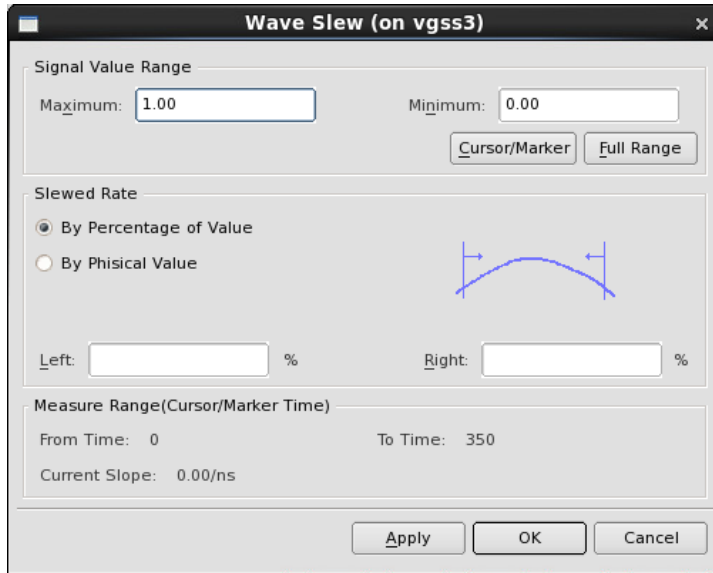 Wave Slew (on vgss3)
Signal Value Range
Maximum: 1.00 Minimum: 0.00
Cursor/Marker Full Range
Slewed Rate
By Percentage of Value
By Phisical Value
Left: % Right: %
Measure Range(Cursor/Marker Time)
From Time: 0 To Time: 350
Current Slope: 0.00/ns
Apply OK Cancel